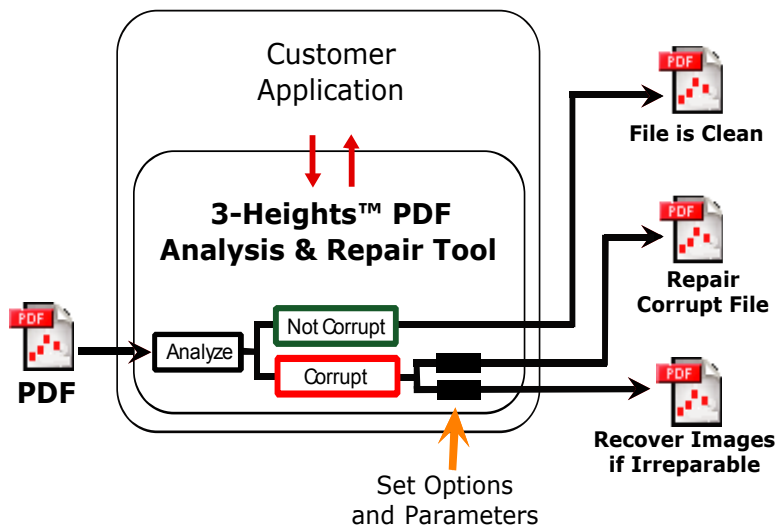 Customer
Application
3-Heights™ PDF
Analysis & Repair Tool
PDF
PDF
Analyze
Not Corrupt
Corrupt
Set Options
and Parameters
PDF
File is Clean
PDF
Repair
Corrupt File
PDF
Recover Images
if Irreparable